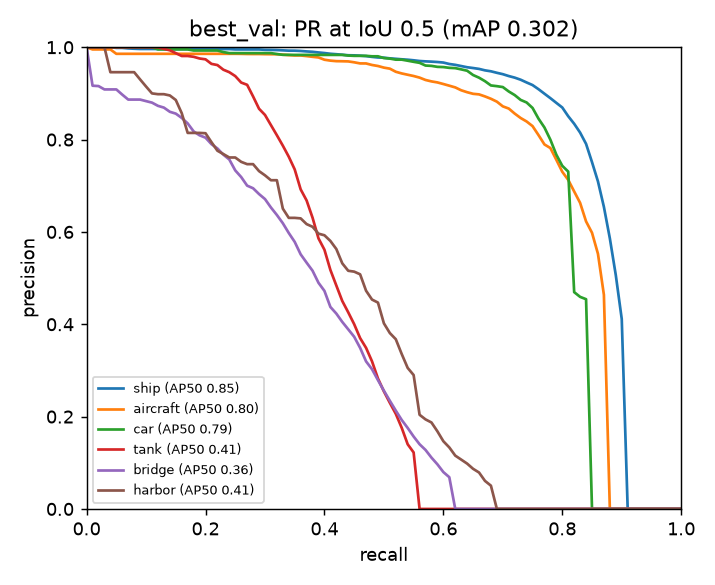 best_val: PR at IoU 0.5 (mAP 0.302)
1.0
0.8
0.6
0.4
0.2
0.0
precision
ship (AP50 0.85)
aircraft (AP50 0.80)
car (AP50 0.79)
tank (AP50 0.41)
bridge (AP50 0.36)
harbor (AP50 0.41)
0.0 0.2 0.4 0.6 0.8 1.0
recall